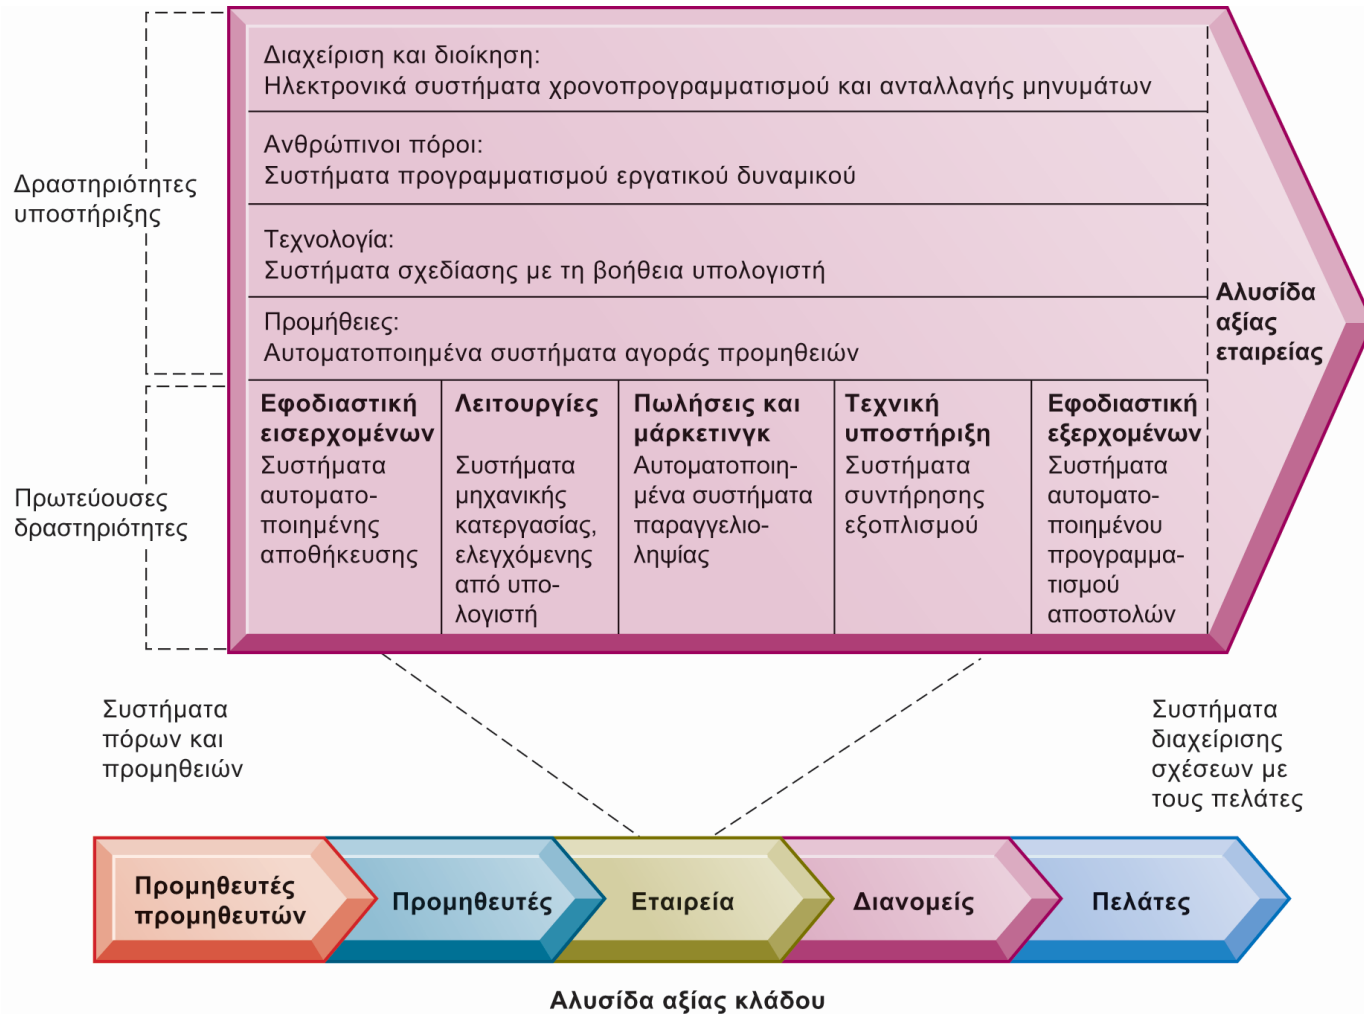 Διαχείριση και διοίκηση:
Ηλεκτρονικά συστήματα χρονοπρογραμματισμού και ανταλλαγής μηνυμάτων
Ανθρώπινοι πόροι:
Συστήματα προγραμματισμού εργατικού δυναμικού
Δραστηριότητες
υποστήριξης
Τεχνολογία:
Συστήματα σχεδίασης με τη βοήθεια υπολογιστή
Προμήθειες:
Αυτοματοποιημένα συστήματα αγοράς προμηθειών
Αλυσίδα
αξίας
εταιρείας
Πρωτεύουσες
δραστηριότητες
Εφοδιαστική
εισερχομένων
Συστήματα
αυτοματο-
ποιημένης
αποθήκευσης
Λειτουργίες
Συστήματα
μηχανικής
κατεργασίας,
ελεγχόμενης
από υπο-
λογιστή
Πωλήσεις και
μάρκετινγκ
Αυτοματοποιη-
μένα συστήματα
παραγγελιο-
ληψίας
Τεχνική
υποστήριξη
Συστήματα
συντήρησης
εξοπλισμού
Εφοδιαστική
εξερχομένων
Συστήματα
αυτοματο-
ποιημένου
προγραμμα-
τισμού
αποστολών
Συστήματα
πόρων και
προμηθειών
Συστήματα
διαχείρισης
σχέσεων με
τους πελάτες
Προμηθευτές
προμηθευτών
Προμηθευτές
Εταιρεία
Διανομείς
Πελάτες
Αλυσίδα αξίας κλάδου